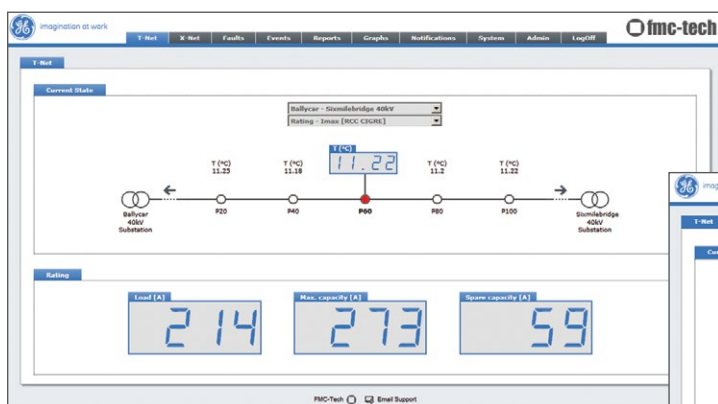 imagination at work
fmc-tech
T-Net X-Net Faults Events Reports Graphs Notifications System Admin LogOff
T-Net
Current State
Ballycar - Sixmilebridge 40kV
Rating - Imax [RCC CIGRE]
T (°C)
11.22
T (°C) T (°C) T (°C) T (°C)
11.25 11.18 11.2 11.22
P20 P40 P60 P80 P100
Ballycar
40kV
Substation
Sixmilebridge
40kV
Substation
Rating
Load [A] Max. capacity [A] Spare capacity [A]
214 273 59
FMC-Tech Email Support
T-Net